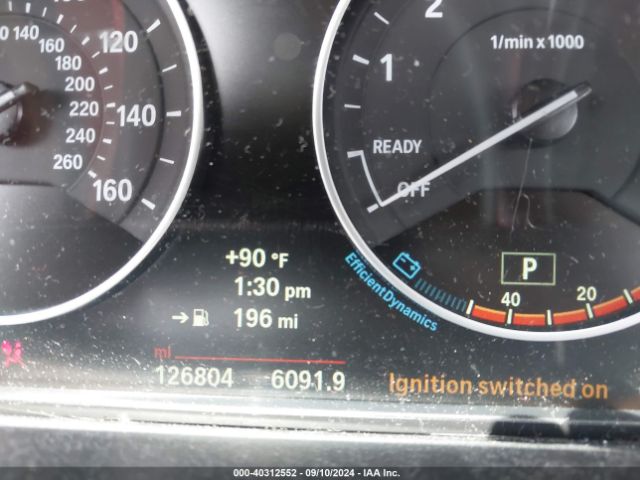 120
140
160
140
160
180
200
220
240
260
2
1/min x 1000
1
READY
OFF
+90 °F
1:30 pm
→ 196 mi
mi
126804 6091.9
EfficientDynamics
P
40 20
Ignition switched on
000-40312552 - 09/10/2024 - IAA Inc.